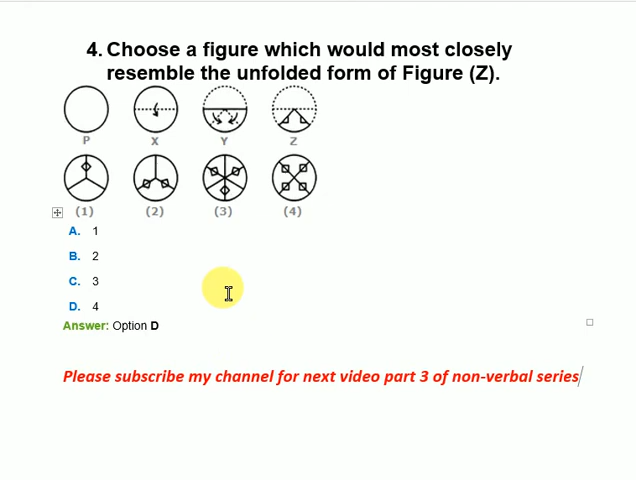 4. Choose a figure which would most closely
resemble the unfolded form of Figure (Z).
P X Y Z
(1) (2) (3) (4)
A. 1
B. 2
C. 3
D. 4
Answer: Option D
Please subscribe my channel for next video part 3 of non-verbal series